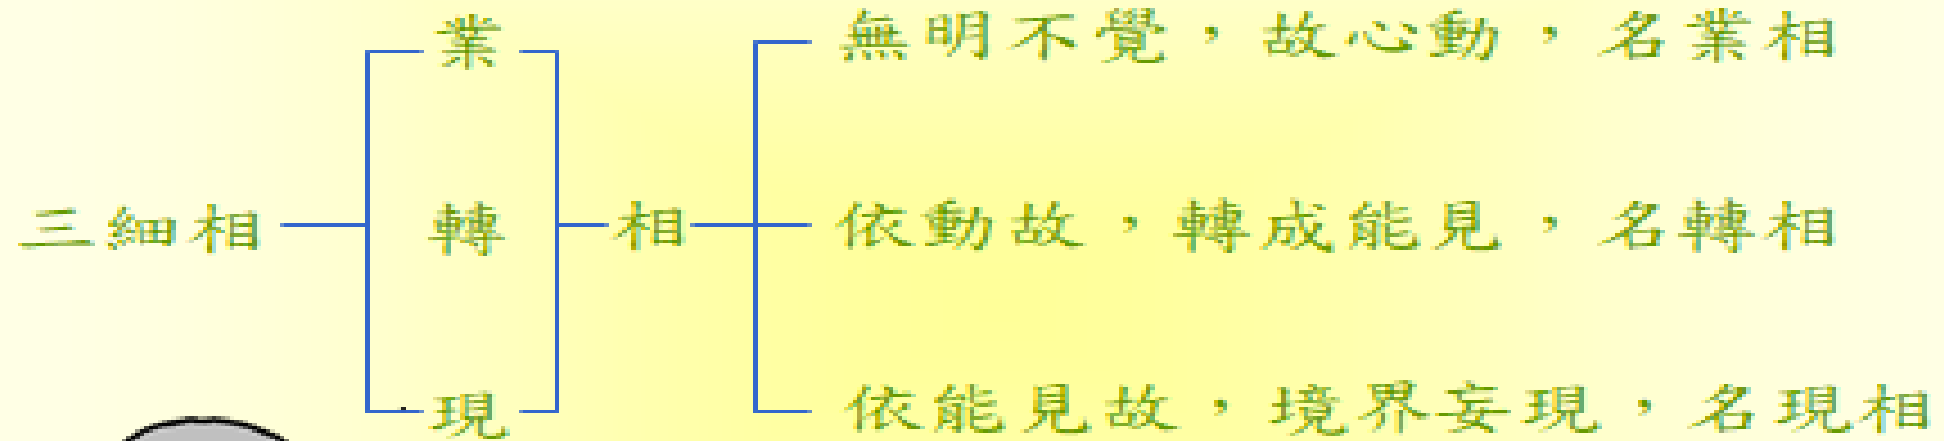 業
無明不覺，故心動，名業相
三細相
轉
相
依動故，轉成能見，名轉相
現
依能見故，境界妄現，名現相